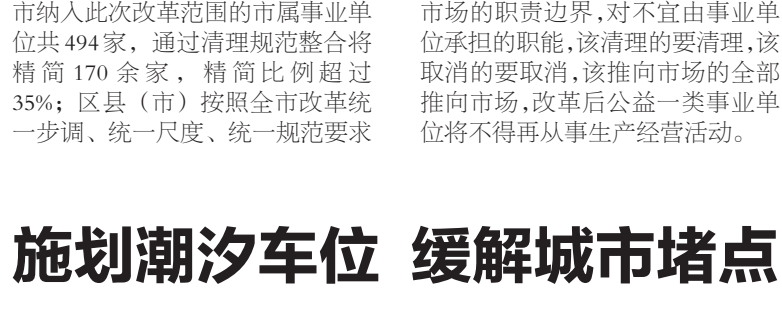 市纳入此次改革范围的市属事业单
位共494家，通过清理规范整合将
精简170余家，精简比例超过
35%；区县（市）按照全市改革统
一步调、统一尺度、统一规范要求
市场的职责边界,对不宜由事业单
位承担的职能,该清理的要清理,该
取消的要取消,该推向市场的全部
推向市场,改革后公益一类事业单
位将不得再从事生产经营活动。
施划潮汐车位 缓解城市堵点